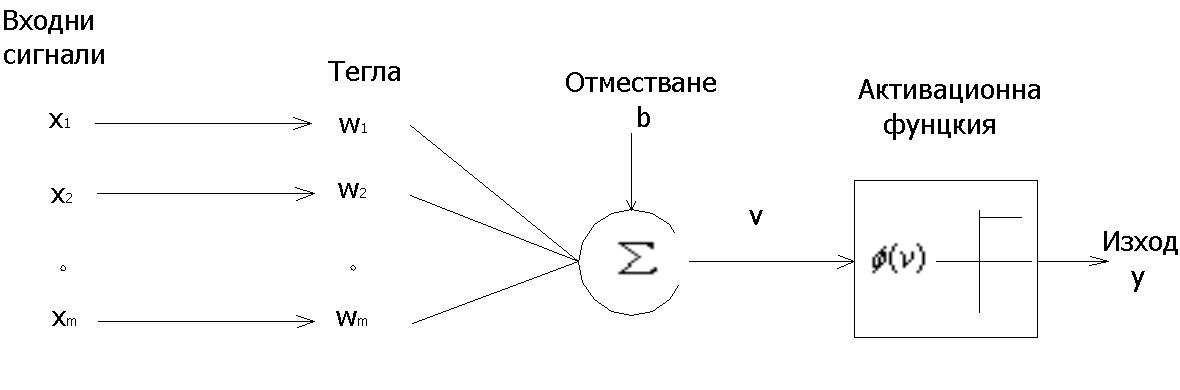 Входни
сигнали
Тегла
Отместване
b
Активационна
фунцкия
x1
w1
x2
w2
v
Σ
ϕ(ν)
Изход
y
xm
wm